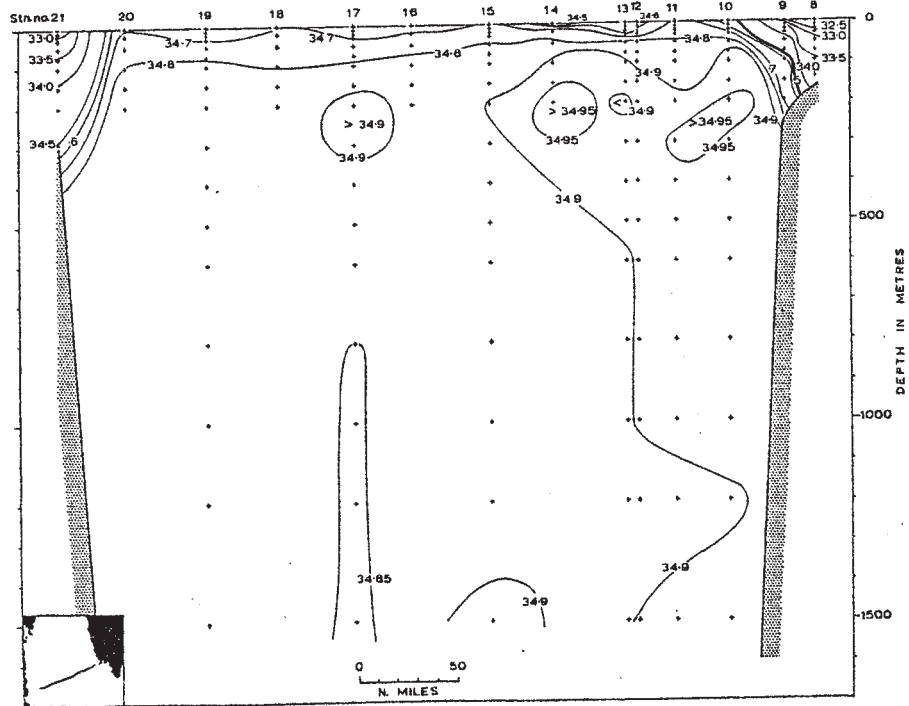 Stn. no. 21 20 19 18 17 16 15 14 13 12 11 10 9 8
34.5 34.6 32.5
33.0 34.7 34.7 34.8 33.0
33.5 34.8 34.8 34.9 .7 34.0 33.5
34.0
> 34.9 > 34.95 < 34.9 > 34.95 34.9
34.5 .6 34.9 34.95 34.95
34.9
34.85 34.9 34.9
0
500
1000
1500
DEPTH IN METRES
0 50
N. MILES